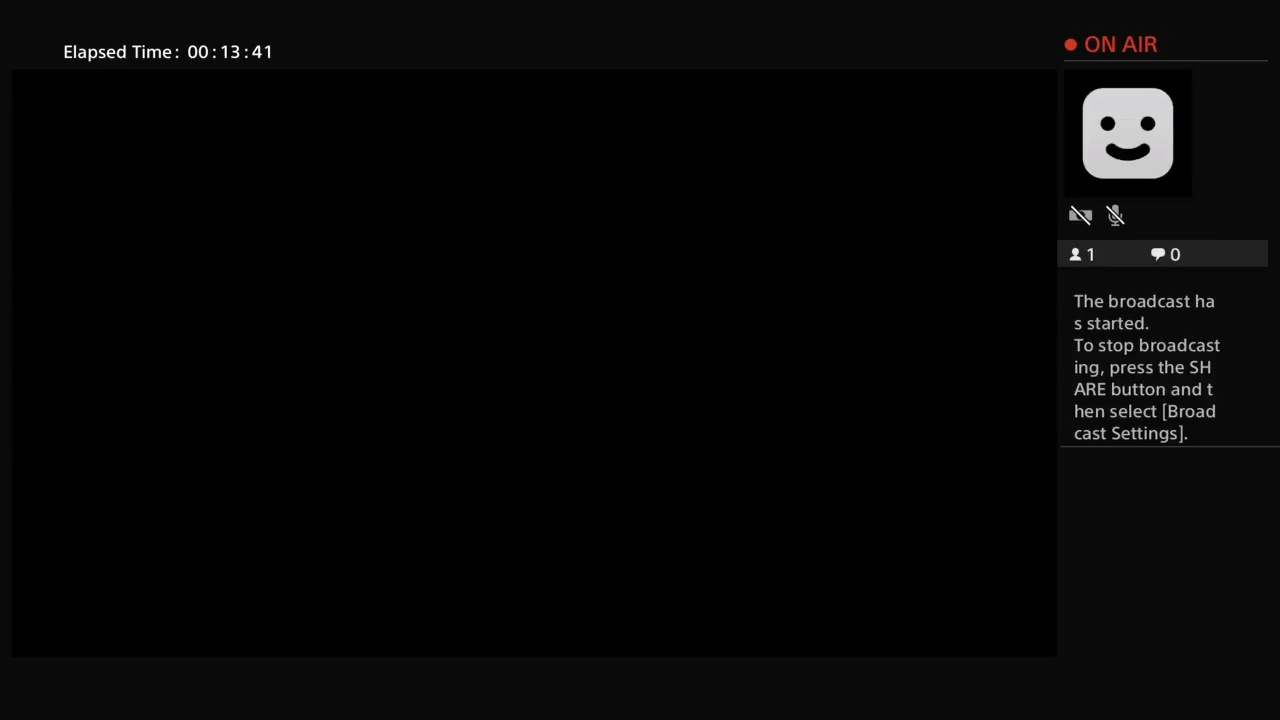 Elapsed Time: 00:13:41
ON AIR
1 0
The broadcast ha
s started.
To stop broadcast
ing, press the SH
ARE button and t
hen select [Broad
cast Settings].